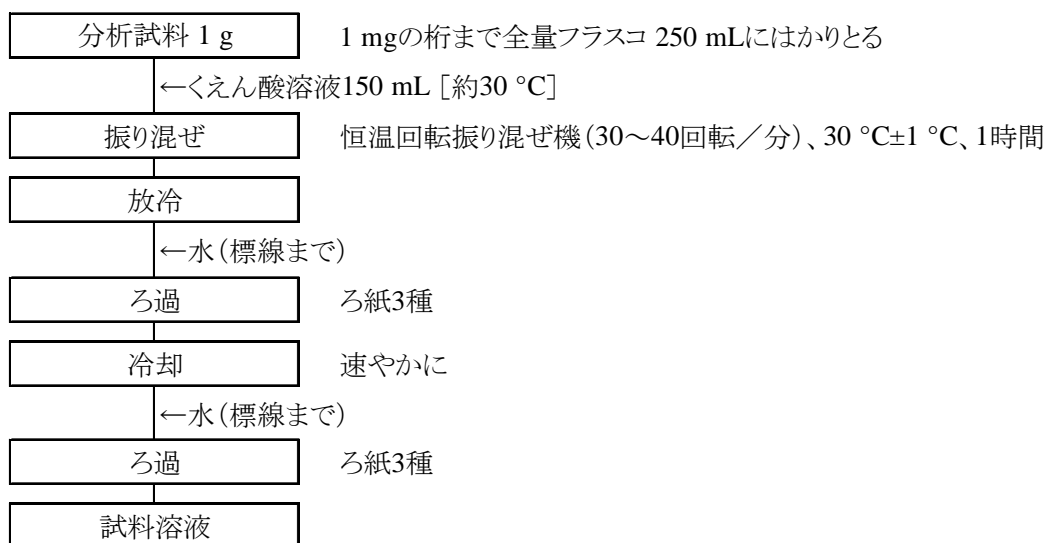 分析試料 1 g 1 mgの桁まで全量フラスコ 250 mLにはかりとる
←くえん酸溶液150 mL [約30 °C]
振り混ぜ 恒温回転振り混ぜ機(30～40回転／分)、30 °C±1 °C、1時間
放冷
←水(標線まで)
ろ過 ろ紙3種
冷却 速やかに
←水(標線まで)
ろ過 ろ紙3種
試料溶液